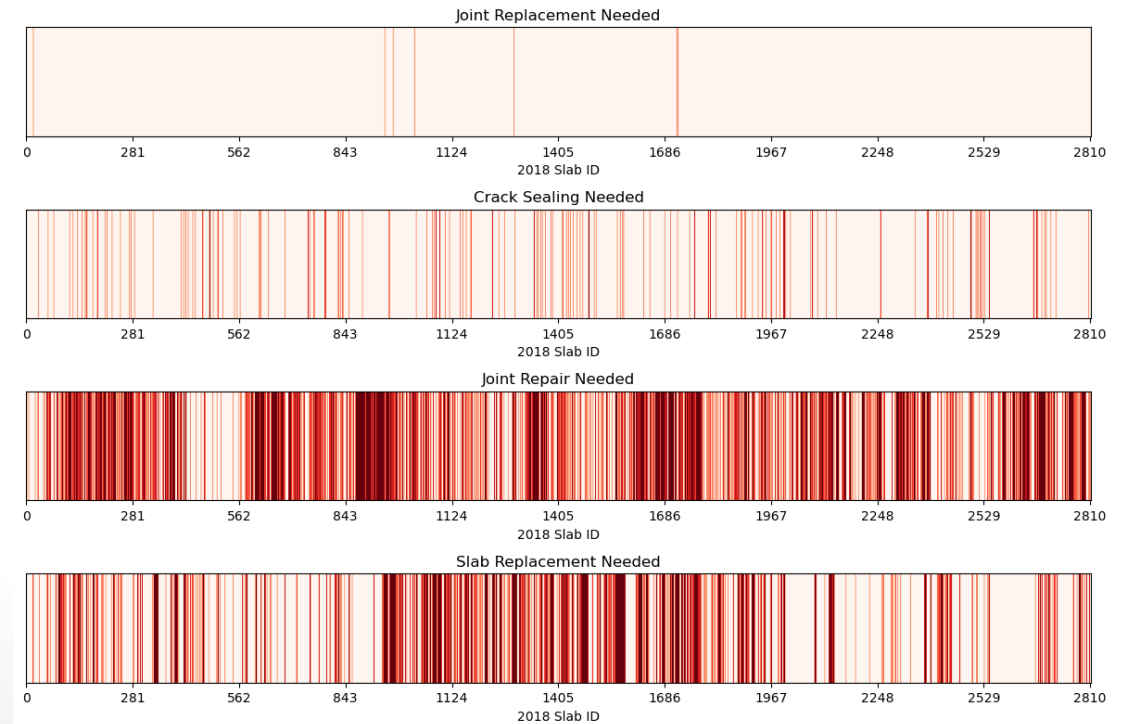 Joint Replacement Needed
0 281 562 843 1124 1405 1686 1967 2248 2529 2810
2018 Slab ID
Crack Sealing Needed
0 281 562 843 1124 1405 1686 1967 2248 2529 2810
2018 Slab ID
Joint Repair Needed
0 281 562 843 1124 1405 1686 1967 2248 2529 2810
2018 Slab ID
Slab Replacement Needed
0 281 562 843 1124 1405 1686 1967 2248 2529 2810
2018 Slab ID